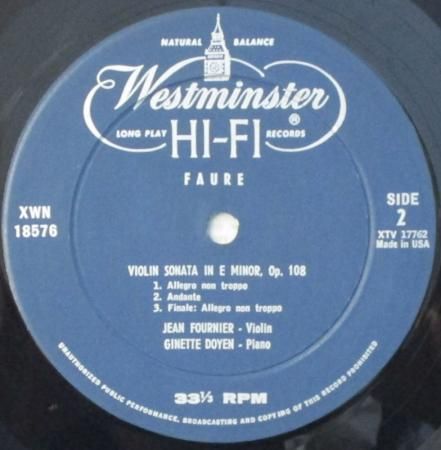 NATURAL BALANCE
Westminster
LONG PLAY HI-FI RECORDS ®
FAURE
XWN
18576
SIDE
2
XTV 17762
Made in USA
VIOLIN SONATA IN E MINOR, Op. 108
1. Allegro non troppo
2. Andante
3. Finale: Allegro non troppo
JEAN FOURNIER - Violin
GINETTE DOYEN - Piano
33⅓ RPM
UNAUTHORIZED PUBLIC PERFORMANCE, BROADCASTING AND COPYING OF THIS RECORD PROHIBITED